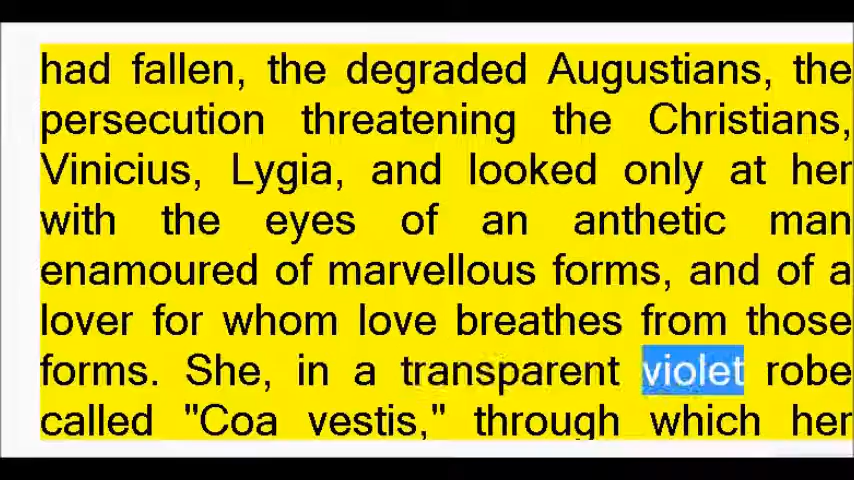 had fallen, the degraded Augustians, the
persecution threatening the Christians,
Vinicius, Lygia, and looked only at her
with the eyes of an anthetic man
enamoured of marvellous forms, and of a
lover for whom love breathes from those
forms. She, in a transparent violet robe
called "Coa vestis," through which her